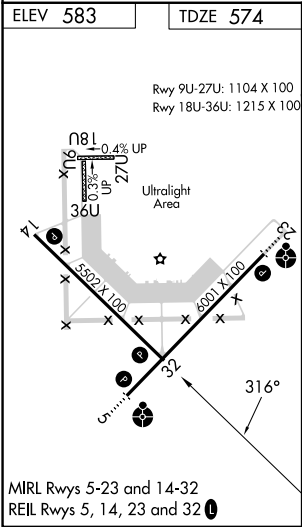 ELEV 583
TDZE 574
Rwy 9U-27U: 1104 X 100
Rwy 18U-36U: 1215 X 100
18U
0.4% UP
9U
27U
0.3% UP
36U
Ultralight
Area
14
23
P
P
5502 X 100
6001 X 100
P
32
P
316°
5
MIRL Rwys 5-23 and 14-32
REIL Rwys 5, 14, 23 and 32 L